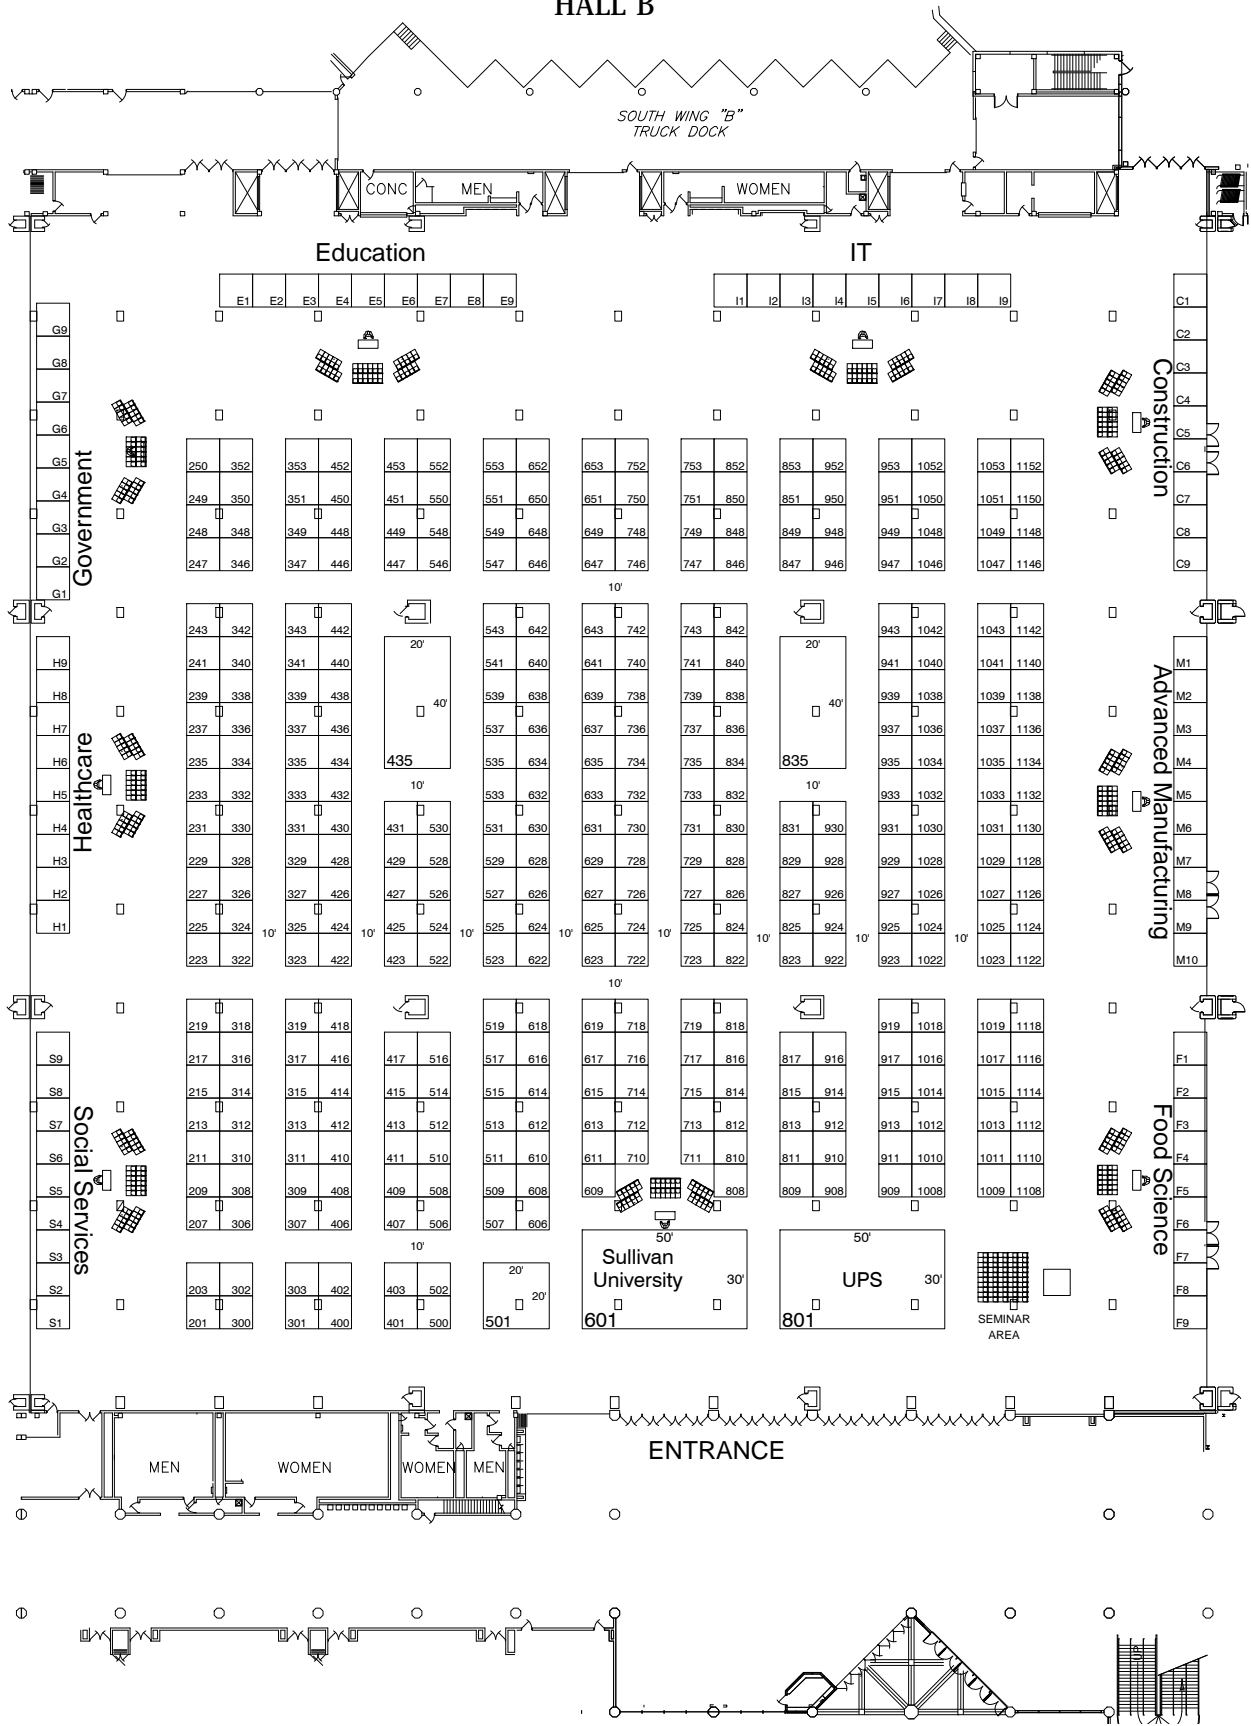 HALL B
SOUTH WING "B"
TRUCK DOCK
CONC MEN WOMEN
Education IT
E1 E2 E3 E4 E5 E6 E7 E8 E9 I1 I2 I3 I4 I5 I6 I7 I8 I9
Government
G9
G8
G7
G6
G5
G4
G3
G2
G1
Construction
C1
C2
C3
C4
C5
C6
C7
C8
C9
250 352 353 452 453 552 553 652 653 752 753 852 853 952 953 1052 1053 1152
249 350 351 450 451 550 551 650 651 750 751 850 851 950 951 1050 1051 1150
248 348 349 448 449 548 549 648 649 748 749 848 849 948 949 1048 1049 1148
247 346 347 446 447 546 547 646 647 746 747 846 847 946 947 1046 1047 1146
10'
Healthcare
H9
H8
H7
H6
H5
H4
H3
H2
H1
Advanced Manufacturing
M1
M2
M3
M4
M5
M6
M7
M8
M9
M10
243 342 343 442 543 642 643 742 743 842 943 1042 1043 1142
20' 20'
241 340 341 440 541 640 641 740 741 840 941 1040 1041 1140
239 338 339 438 539 638 639 738 739 838 939 1038 1039 1138
40' 40'
237 336 337 436 537 636 637 736 737 836 937 1036 1037 1136
235 334 335 434 435 535 634 635 734 735 834 835 935 1034 1035 1134
10' 10'
233 332 333 432 533 632 633 732 733 832 933 1032 1033 1132
231 330 331 430 431 530 531 630 631 730 731 830 831 930 931 1030 1031 1130
229 328 329 428 429 528 529 628 629 728 729 828 829 928 929 1028 1029 1128
227 326 327 426 427 526 527 626 627 726 727 826 827 926 927 1026 1027 1126
225 324 10' 325 424 10' 425 524 10' 525 624 10' 625 724 10' 725 824 10' 825 924 10' 925 1024 10' 1025 1124
223 322 323 422 423 522 523 622 623 722 723 822 823 922 923 1022 1023 1122
10'
Social Services
S9
S8
S7
S6
S5
S4
S3
S2
S1
Food Science
F1
F2
F3
F4
F5
F6
F7
F8
F9
219 318 319 418 519 618 619 718 719 818 919 1018 1019 1118
217 316 317 416 417 516 517 616 617 716 717 816 817 916 917 1016 1017 1116
215 314 315 414 415 514 515 614 615 714 715 814 815 914 915 1014 1015 1114
213 312 313 412 413 512 513 612 613 712 713 812 813 912 913 1012 1013 1112
211 310 311 410 411 510 511 610 611 710 711 810 811 910 911 1010 1011 1110
209 308 309 408 409 508 509 608 609 808 809 908 909 1008 1009 1108
207 306 307 406 407 506 507 606
10'
50' 50'
Sullivan
University 30' UPS 30'
20'
20'
203 302 303 402 403 502
201 300 301 400 401 500 501 601 801
SEMINAR
AREA
ENTRANCE
MEN WOMEN WOMEN MEN
UP